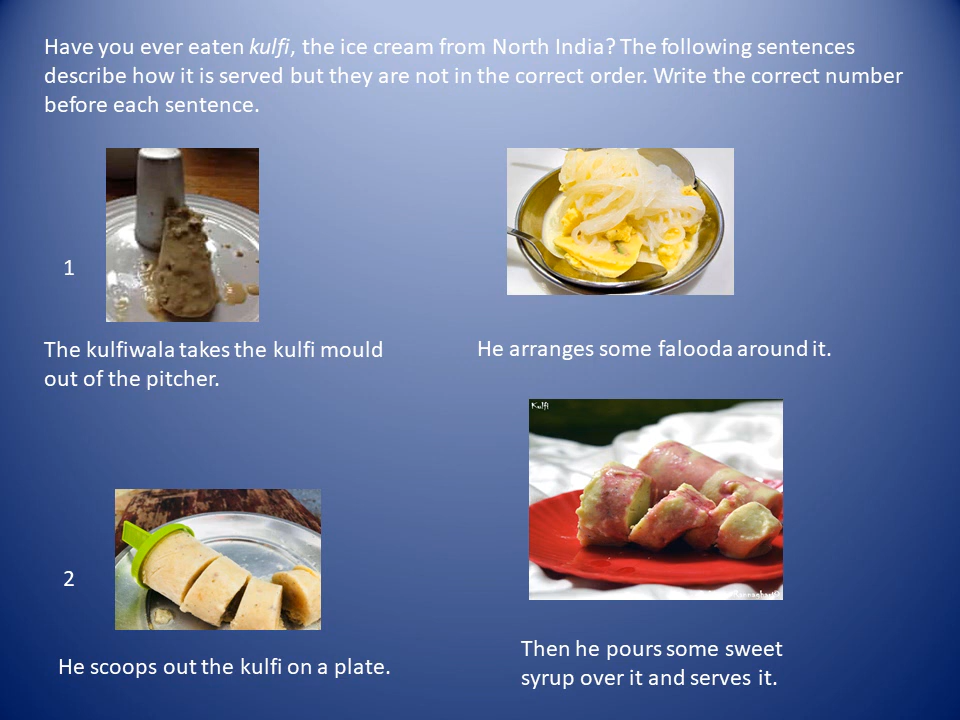 Have you ever eaten kulfi, the ice cream from North India? The following sentences
describe how it is served but they are not in the correct order. Write the correct number
before each sentence.
1
The kulfiwala takes the kulfi mould
out of the pitcher.
He arranges some falooda around it.
Kulfi
2
He scoops out the kulfi on a plate.
Then he pours some sweet
syrup over it and serves it.